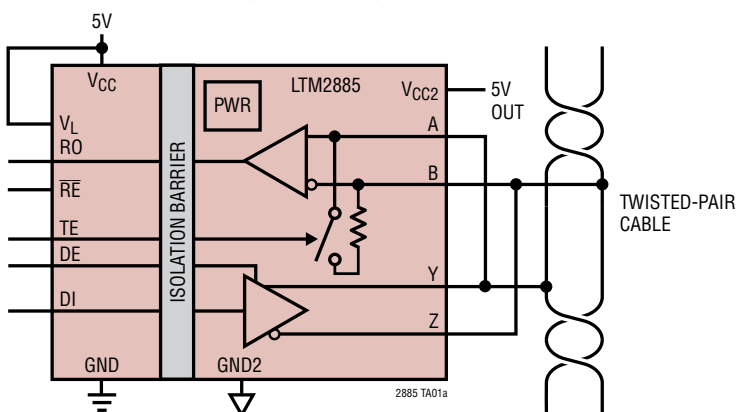 5V
VCC
LTM2885
VCC2
5V
OUT
PWR
VL
RO
RE
TE
DE
DI
ISOLATION BARRIER
A
B
Y
Z
TWISTED-PAIR
CABLE
GND
GND2
2885 TA01a